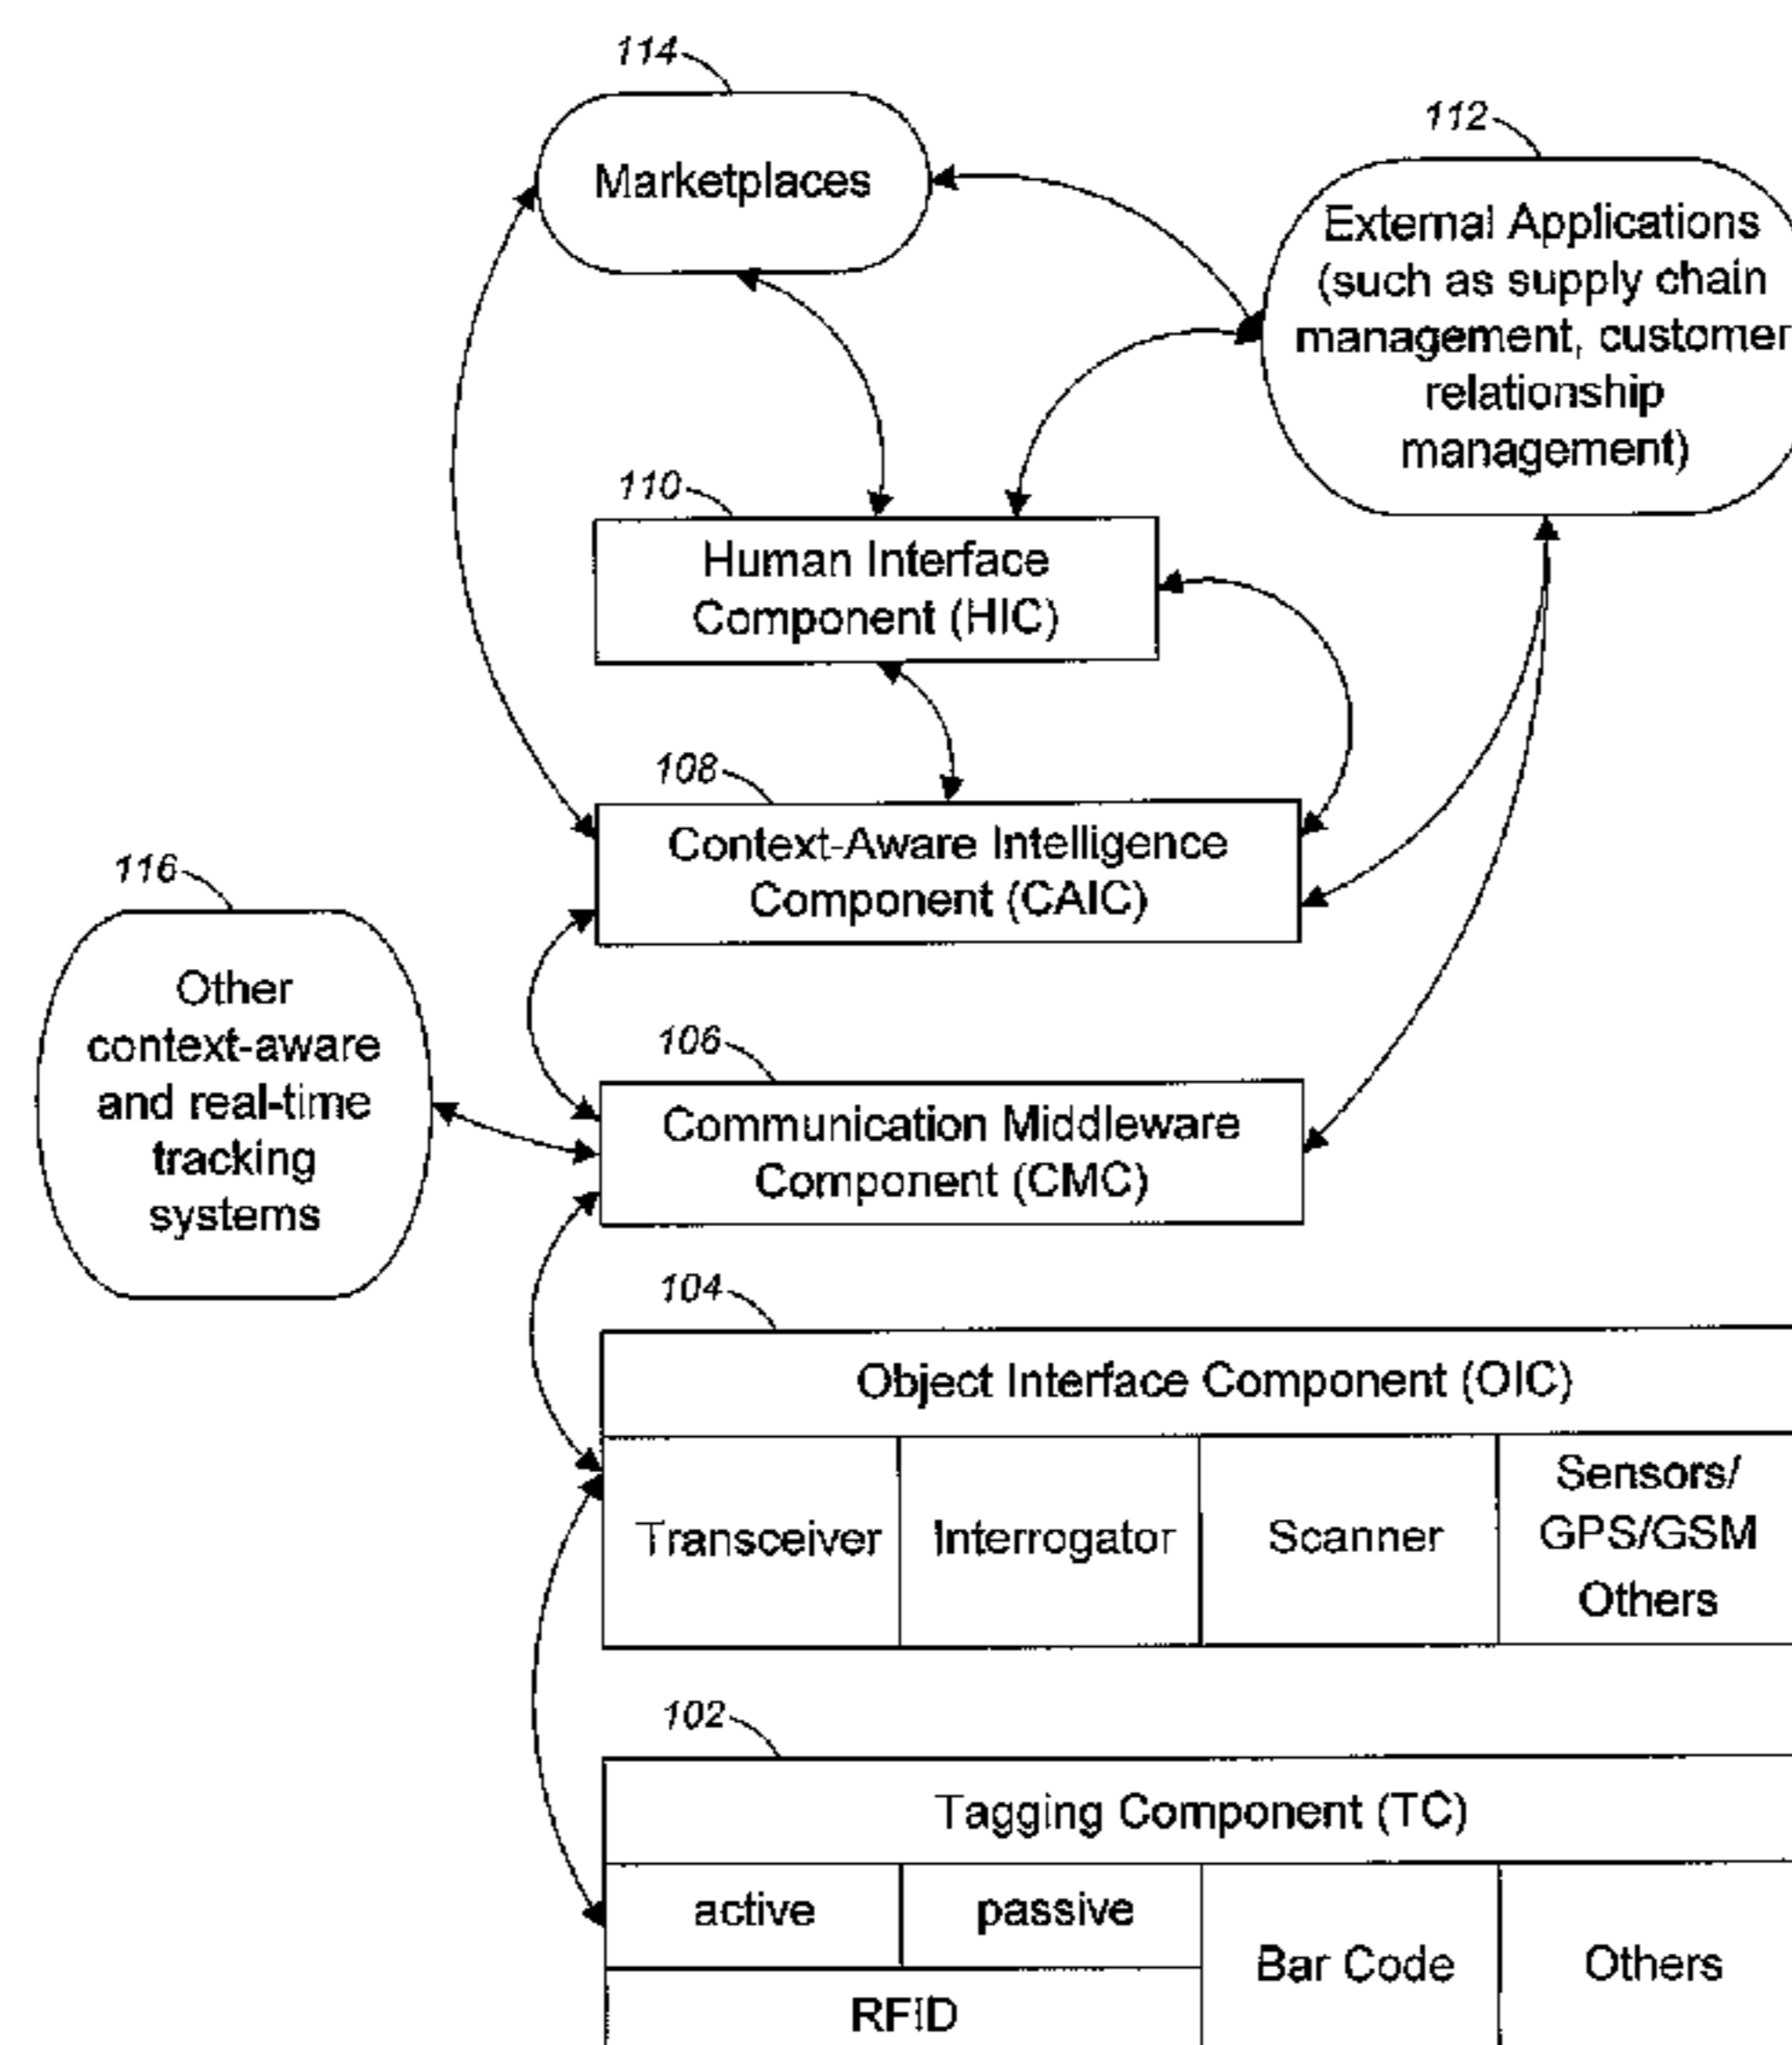 114
Marketplaces
112
External Applications
(such as supply chain
management, customer
relationship
management)
110
Human Interface
Component (HIC)
108
Context-Aware Intelligence
Component (CAIC)
116
Other
context-aware
and real-time
tracking
systems
106
Communication Middleware
Component (CMC)
104
Object Interface Component (OIC)
Transceiver
Interrogator
Scanner
Sensors/
GPS/GSM
Others
102
Tagging Component (TC)
active
passive
Bar Code
Others
RFID